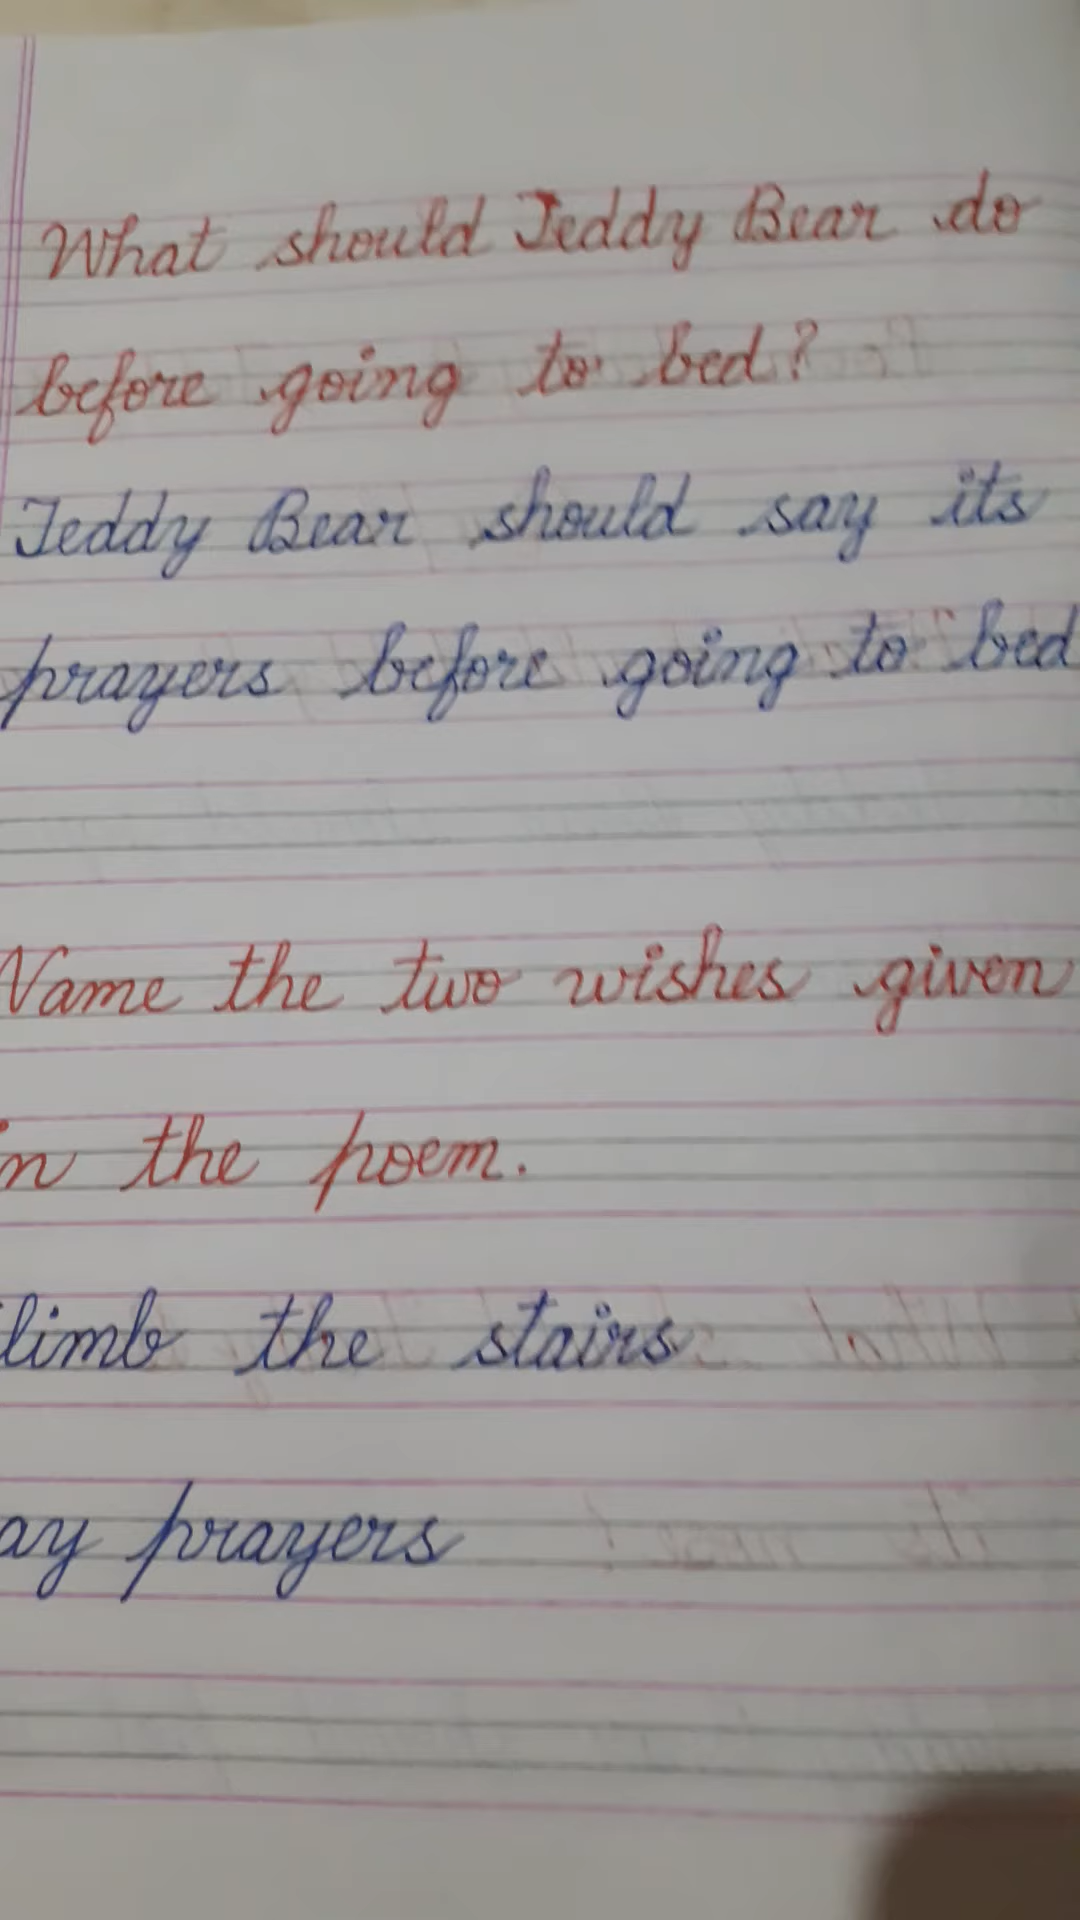 What should Teddy Bear do
before going to bed?
Teddy Bear should say its
prayers before going to bed
Name the two wishes given
in the poem.
limb the stairs
ay prayers